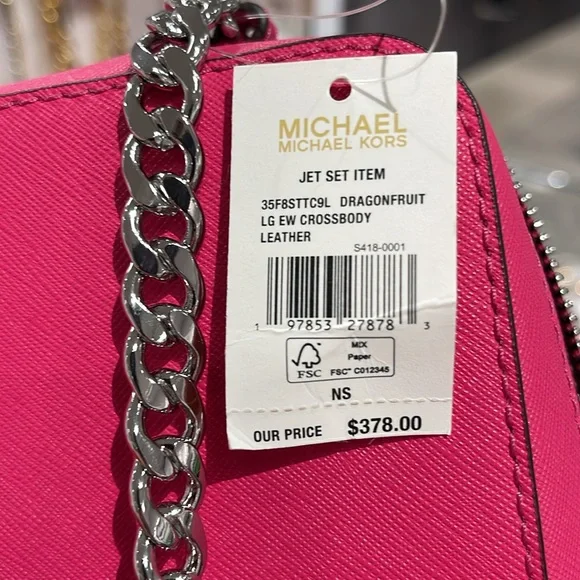 MICHAEL
MICHAEL KORS
JET SET ITEM
35F8STTC9L DRAGONFRUIT
LG EW CROSSBODY
LEATHER
S418-0001
1 97853 27878 3
FSC
MIX
Paper
FSC™ C012345
NS
OUR PRICE $378.00